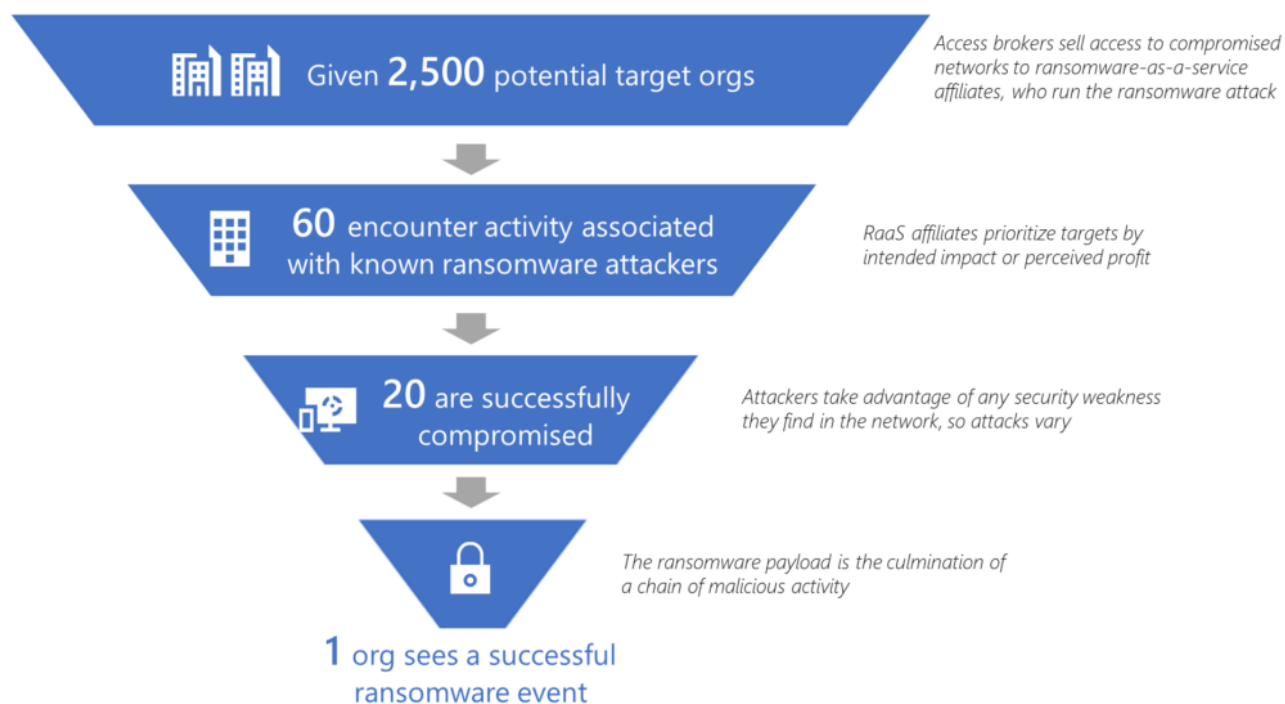 Given 2,500 potential target orgs
Access brokers sell access to compromised
networks to ransomware-as-a-service
affiliates, who run the ransomware attack
60 encounter activity associated
with known ransomware attackers
RaaS affiliates prioritize targets by
intended impact or perceived profit
20 are successfully
compromised
Attackers take advantage of any security weakness
they find in the network, so attacks vary
The ransomware payload is the culmination of
a chain of malicious activity
1 org sees a successful
ransomware event